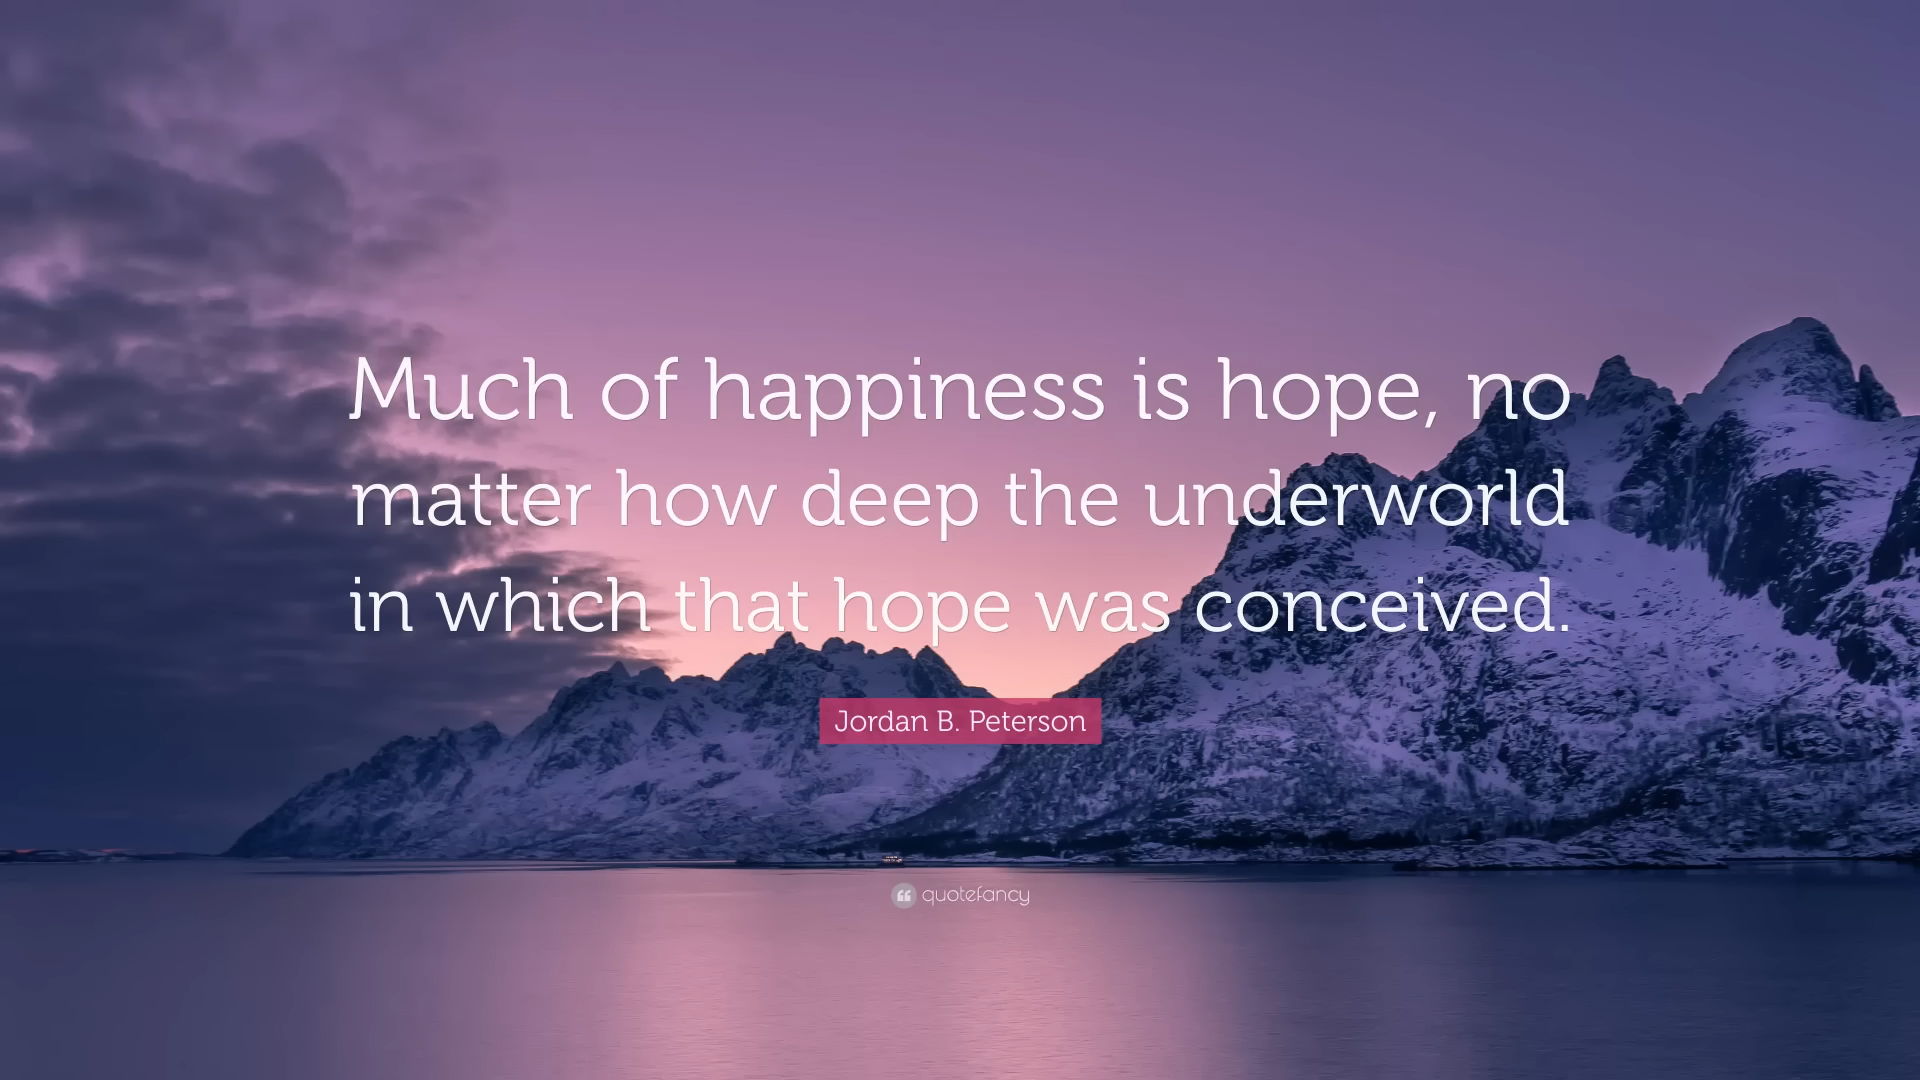 Much of happiness is hope, no
matter how deep the underworld
in which that hope was conceived.
Jordan B. Peterson
quotefancy